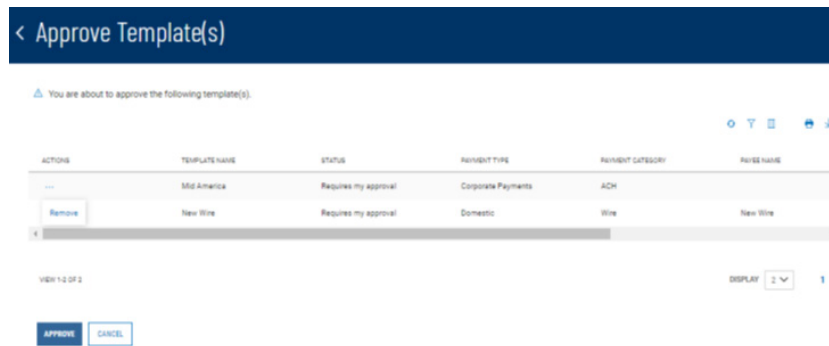 < Approve Template(s)
You are about to approve the following template(s).
ACTIONS TEMPLATE NAME STATUS PAYMENT TYPE PAYMENT CATEGORY PAYEE NAME
... Mid America Requires my approval Corporate Payments ACH
Remove New Wire Requires my approval Domestic Wire New Wire
VIEW 1-2 OF 2 DISPLAY 2 1
APPROVE CANCEL